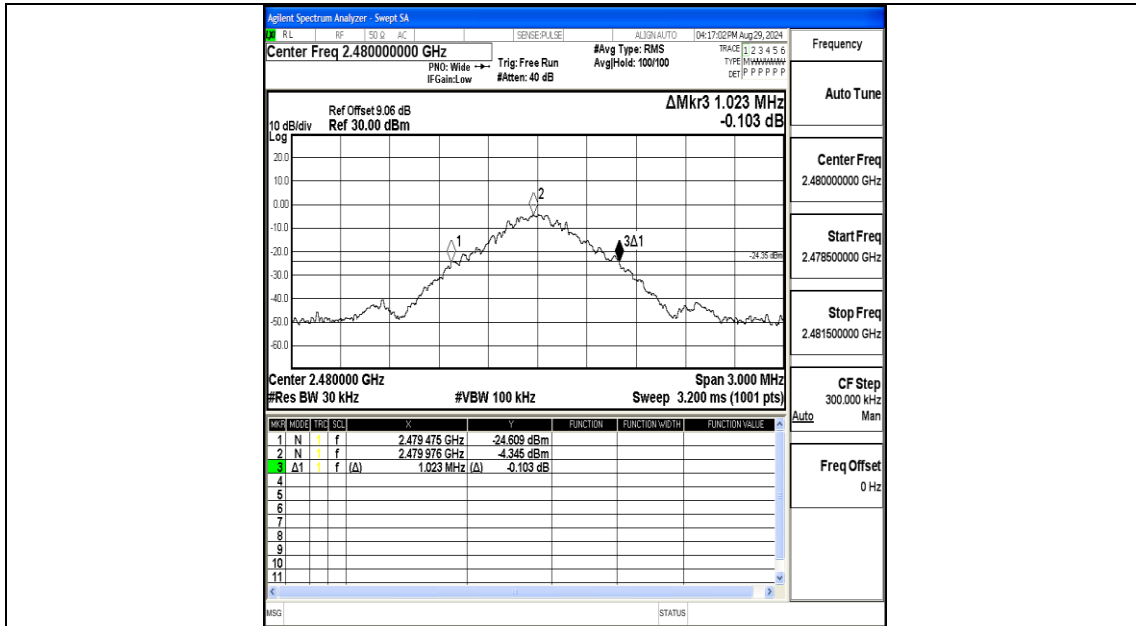 Agilent Spectrum Analyzer - Swept SA
RL RF 50 Ω AC SENSE:PULSE ALIGN AUTO 04:17:02 PM Aug 29, 2024
Center Freq 2.480000000 GHz
PNO: Wide
IFGain:Low
Trig: Free Run
#Atten: 40 dB
#Avg Type: RMS
Avg|Hold: 100/100
TRACE 1 2 3 4 5 6
TYPE MWWWWW
DET P P P P P P
Frequency
Auto Tune
Center Freq
2.480000000 GHz
Start Freq
2.478500000 GHz
Stop Freq
2.481500000 GHz
CF Step
300.000 kHz
Auto Man
Freq Offset
0 Hz
ΔMkr3 1.023 MHz
-0.103 dB
Ref Offset 9.06 dB
10 dB/div Ref 30.00 dBm
Log
20.0
10.0
0.00
-10.0
-20.0
-30.0
-40.0
-50.0
-60.0
1
2
3Δ1
-24.35 dBm
Center 2.480000 GHz Span 3.000 MHz
#Res BW 30 kHz #VBW 100 kHz Sweep 3.200 ms (1001 pts)
MKR MODE TRC SCL X Y FUNCTION FUNCTION WIDTH FUNCTION VALUE
1 N 1 f 2.479 475 GHz -24.609 dBm
2 N 1 f 2.479 976 GHz -4.345 dBm
3 Δ1 1 f (Δ) 1.023 MHz (Δ) -0.103 dB
4
5
6
7
8
9
10
11
MSG STATUS